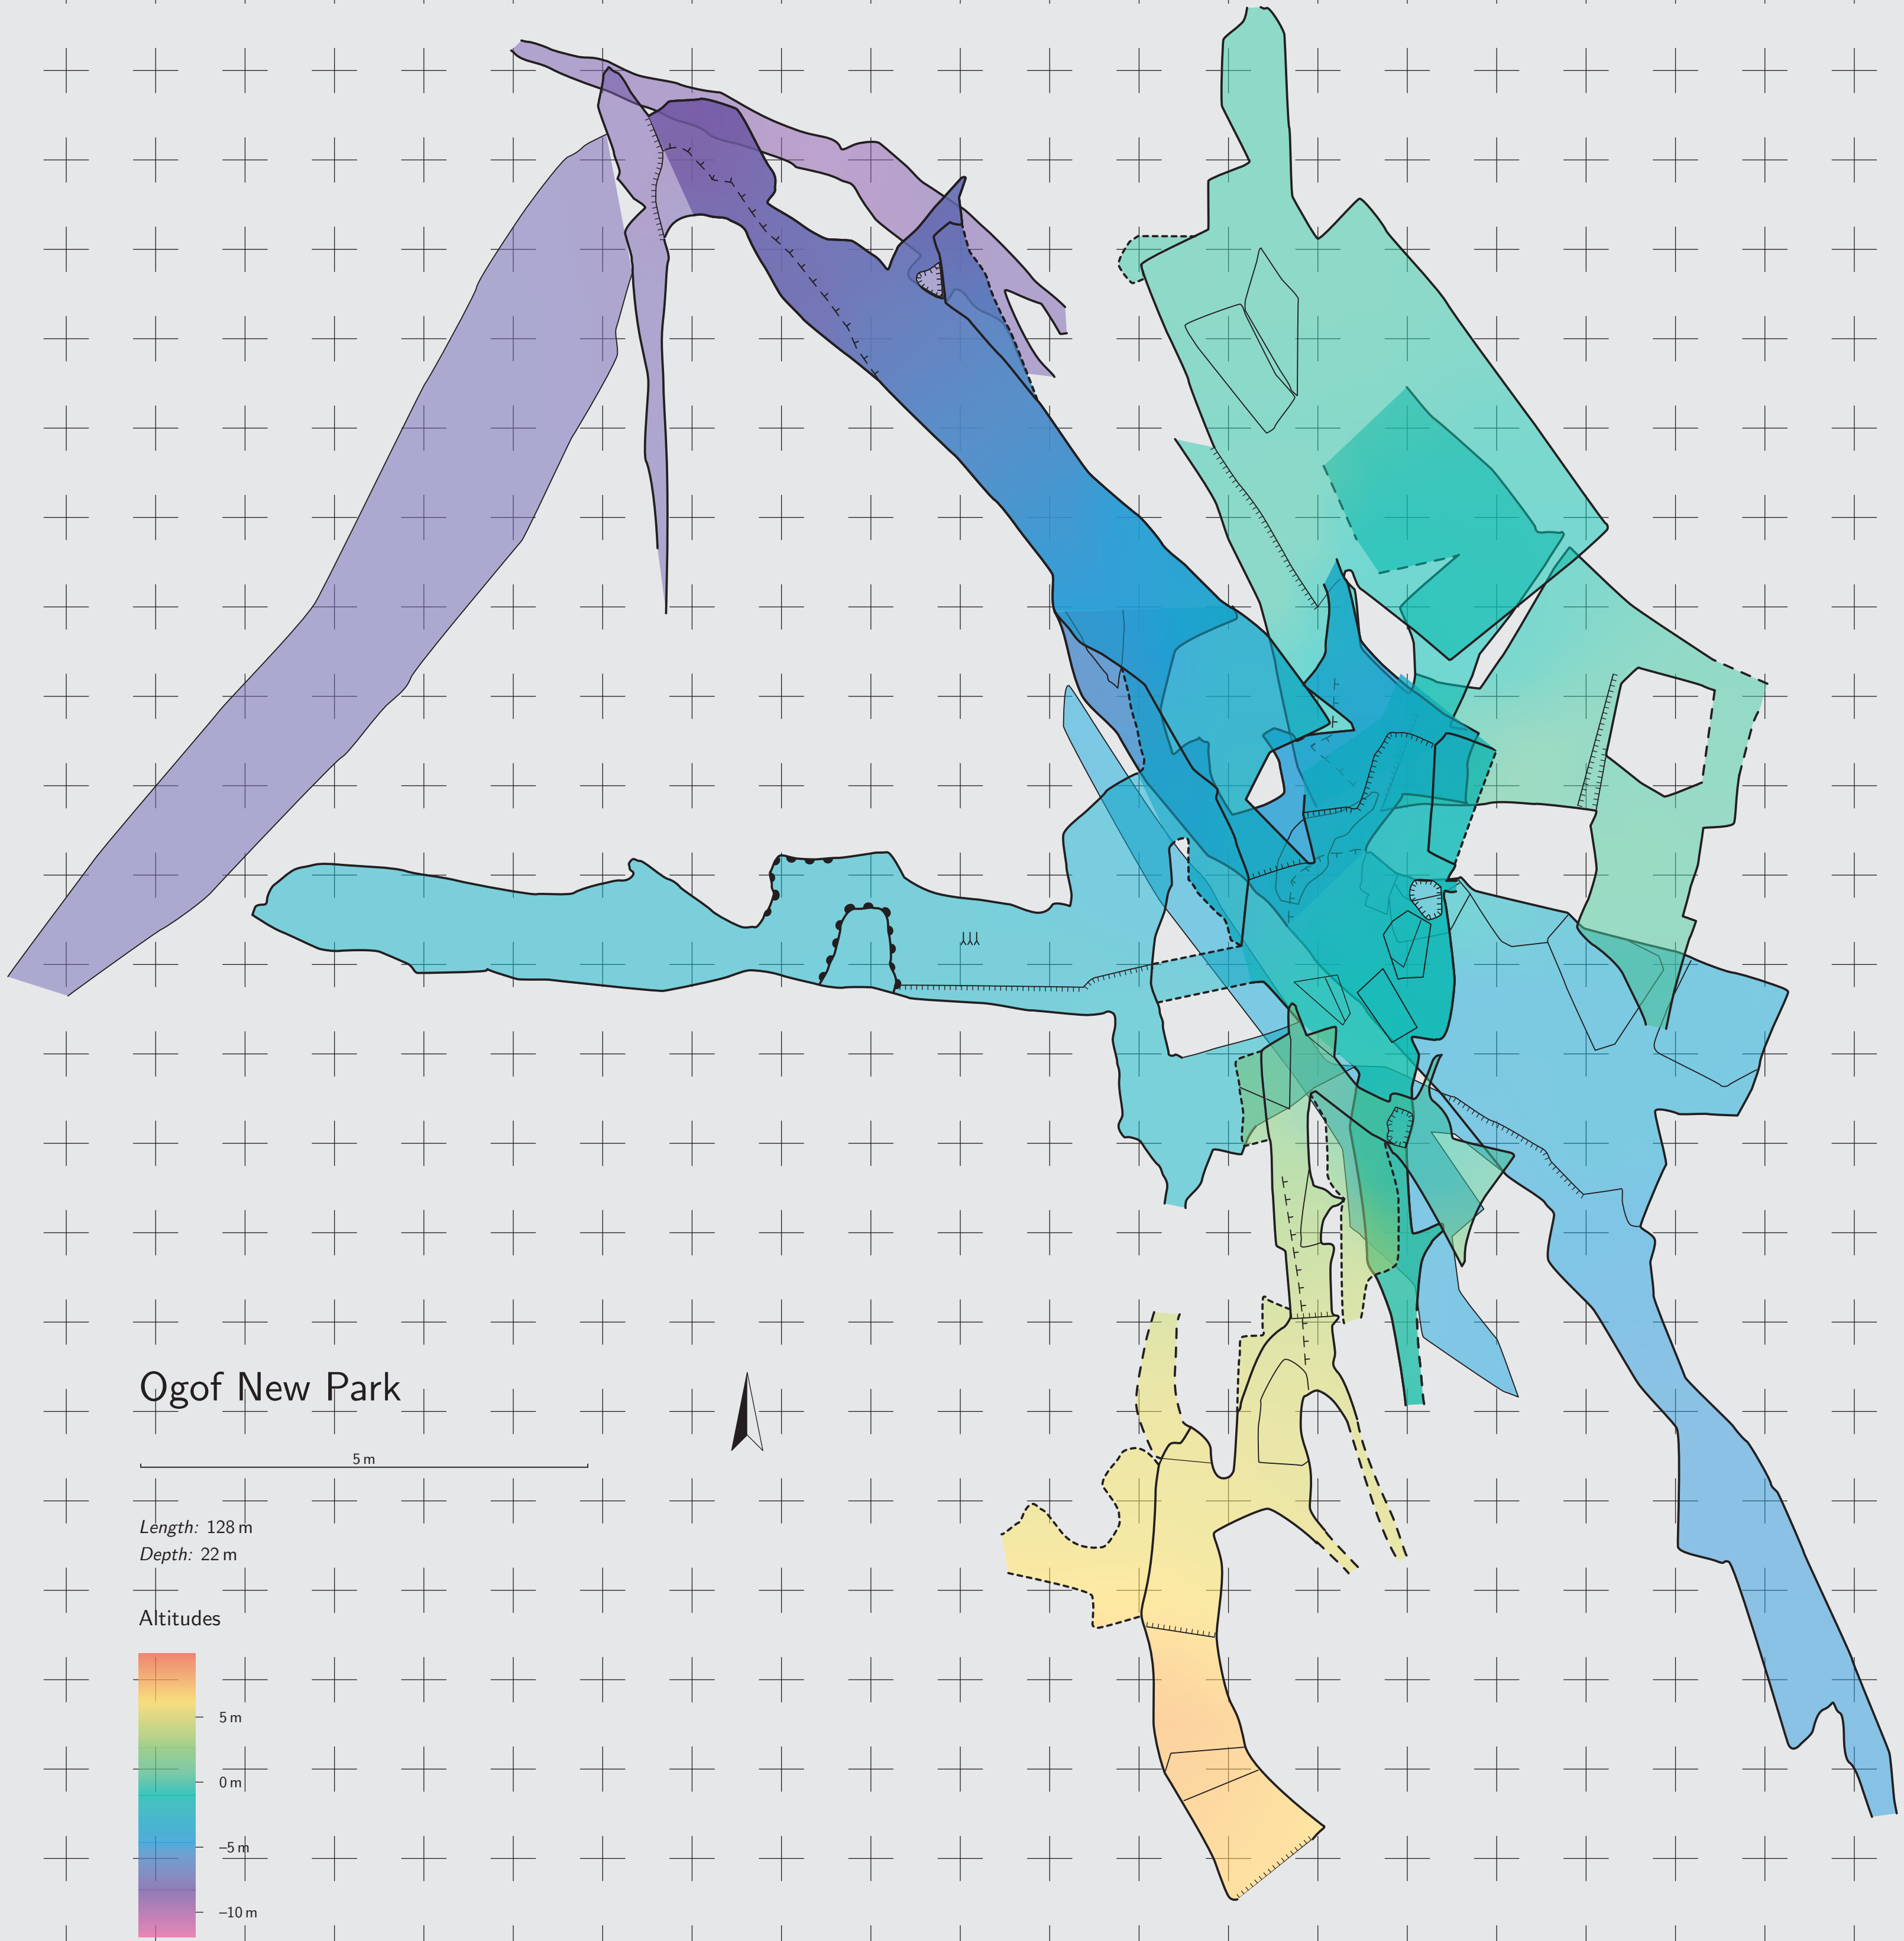 Ogof New Park
5 m
Length: 128 m
Depth: 22 m
Altitudes
5 m
0 m
−5 m
−10 m